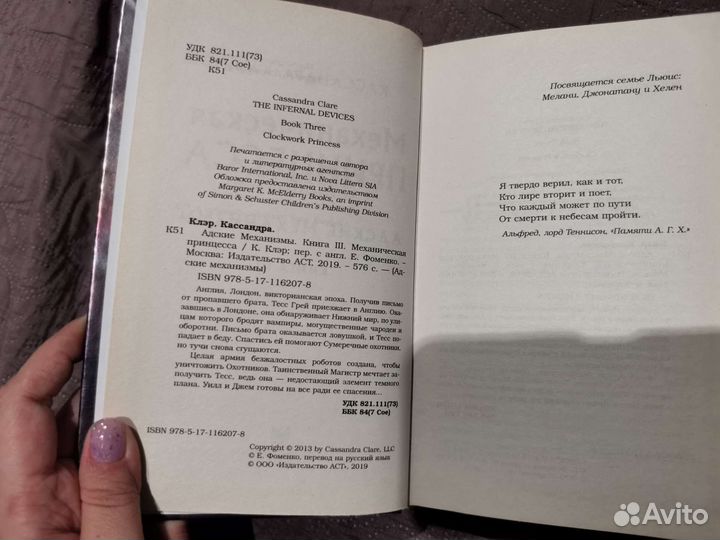 УДК 821.111(73)
ББК 84(7 Сое)
К51
Cassandra Clare
THE INFERNAL DEVICES
Book Three
Clockwork Princess
Печатается с разрешения автора
и литературных агентств
Baror International, Inc. и Nova Littera SIA
Обложка предоставлена издательством
Margaret K. McElderry Books, an imprint
of Simon & Schuster Children's Publishing Division
Клэр, Кассандра.
К51 Адские Механизмы. Книга III. Механическая
принцесса / К. Клэр; пер. с англ. Е. Фоменко. –
Москва: Издательство АСТ. 2019. – 576 с. — (Ад-
ские механизмы)
ISBN 978-5-17-116207-8
Англия, Лондон, викторианская эпоха. Получив письмо
от пропавшего брата, Тесс Грей приезжает в Англию. Ока-
завшись в Лондоне, она обнаруживает Нижний мир, по ули-
цам которого бродят вампиры, могущественные чародеи и
оборотни. Письмо брата оказывается ловушкой, и Тесс по-
падает в беду. Спастись ей помогают Сумеречные охотники,
но тучи снова сгущаются.
Целая армия безжалостных роботов создана, чтобы
уничтожить Охотников. Таинственный Магистр мечтает за-
получить Тесс, ведь она — недостающий элемент темного
плана. Уилл и Джем готовы на все ради ее спасения...
УДК 821.111(73)
ББК 84(7 Сое)
ISBN 978-5-17-116207-8
Copyright © 2013 by Cassandra Clare, LLC
© Е. Фоменко, перевод на русский язык
© ООО «Издательство АСТ», 2019
Посвящается семье Льюис:
Мелани, Джонатану и Хелен
Я твердо верил, как и тот,
Кто лире вторит и поет,
Что каждый может по пути
От смерти к небесам пройти.
Альфред, лорд Теннисон, «Памяти А. Г. Х.»
Avito